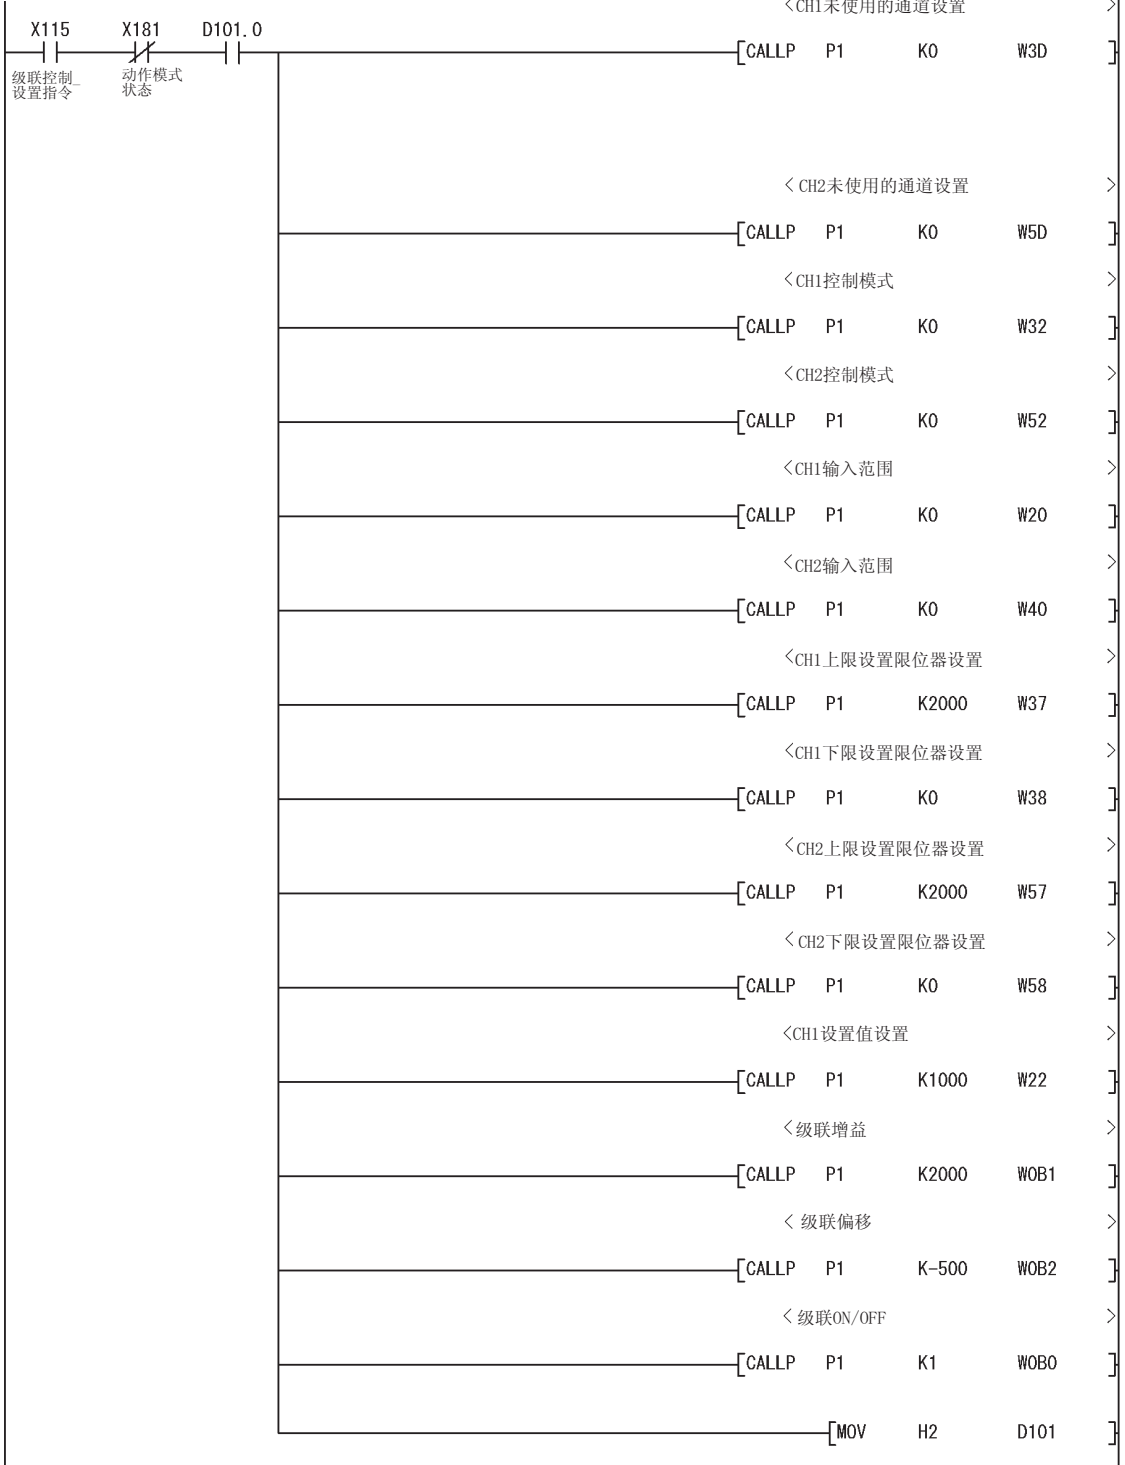 <CH1未使用的通道设置 >
X115 X181 D101.0
[CALLP P1 K0 W3D ]
级联控制_
设置指令
动作模式
状态
<CH2未使用的通道设置 >
[CALLP P1 K0 W5D ]
<CH1控制模式 >
[CALLP P1 K0 W32 ]
<CH2控制模式 >
[CALLP P1 K0 W52 ]
<CH1输入范围 >
[CALLP P1 K0 W20 ]
<CH2输入范围 >
[CALLP P1 K0 W40 ]
<CH1上限设置限位器设置 >
[CALLP P1 K2000 W37 ]
<CH1下限设置限位器设置 >
[CALLP P1 K0 W38 ]
<CH2上限设置限位器设置 >
[CALLP P1 K2000 W57 ]
<CH2下限设置限位器设置 >
[CALLP P1 K0 W58 ]
<CH1设置值设置 >
[CALLP P1 K1000 W22 ]
<级联增益 >
[CALLP P1 K2000 W0B1 ]
<级联偏移 >
[CALLP P1 K-500 W0B2 ]
<级联ON/OFF >
[CALLP P1 K1 W0B0 ]
[MOV H2 D101 ]